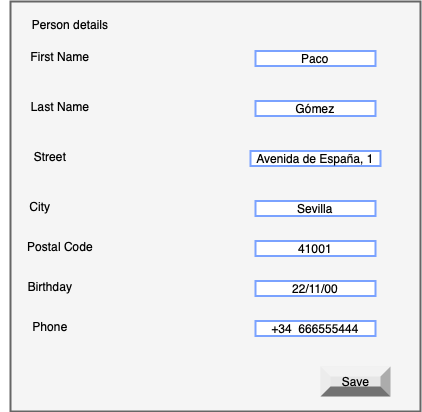 Person details
First Name Paco
Last Name Gómez
Street Avenida de España, 1
City Sevilla
Postal Code 41001
Birthday 22/11/00
Phone +34 666555444
Save